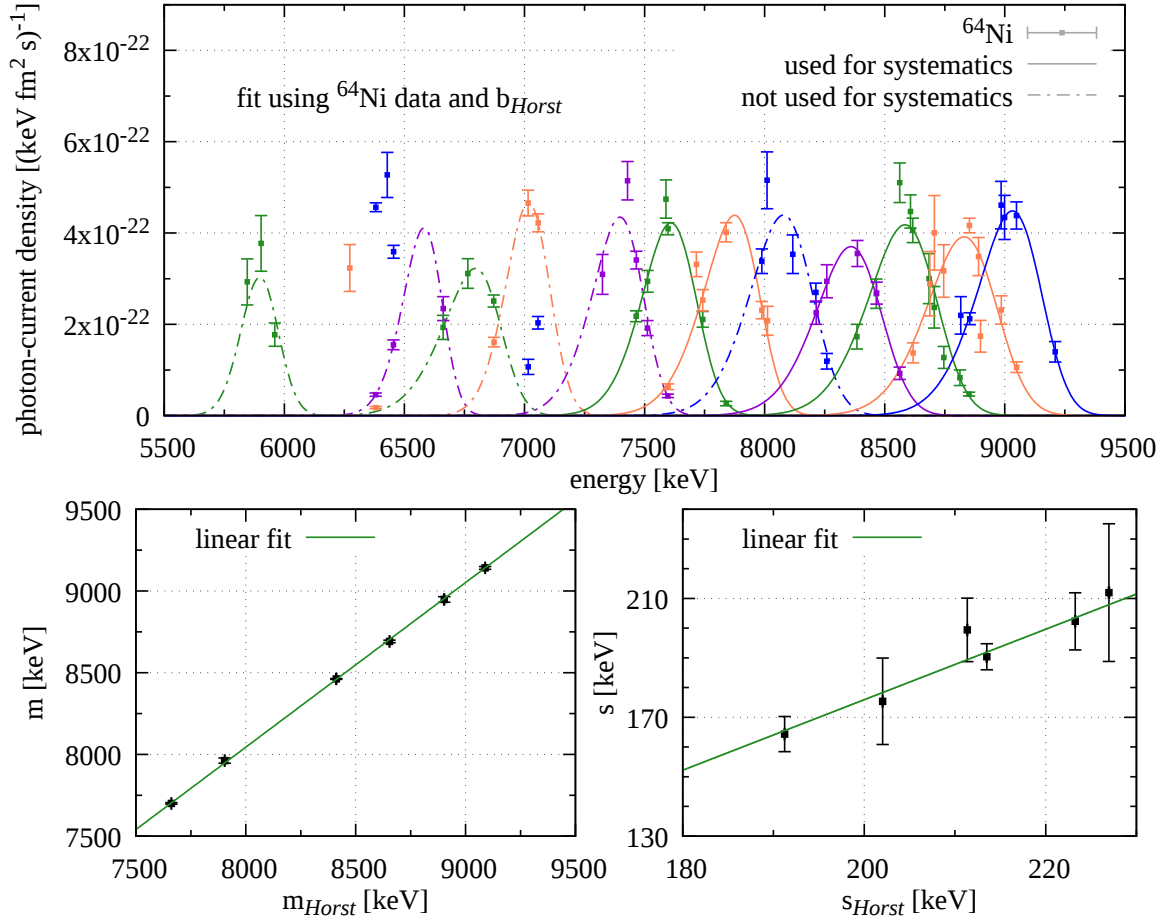 photon-current density [(keV fm² s)⁻¹]
8x10⁻²²
6x10⁻²²
4x10⁻²²
2x10⁻²²
0
⁶⁴Ni
used for systematics
not used for systematics
fit using ⁶⁴Ni data and b_Horst
5500 6000 6500 7000 7500 8000 8500 9000 9500
energy [keV]
m [keV]
9500
9000
8500
8000
7500
linear fit
7500 8000 8500 9000 9500
m_Horst [keV]
s [keV]
210
170
130
linear fit
180 200 220
s_Horst [keV]